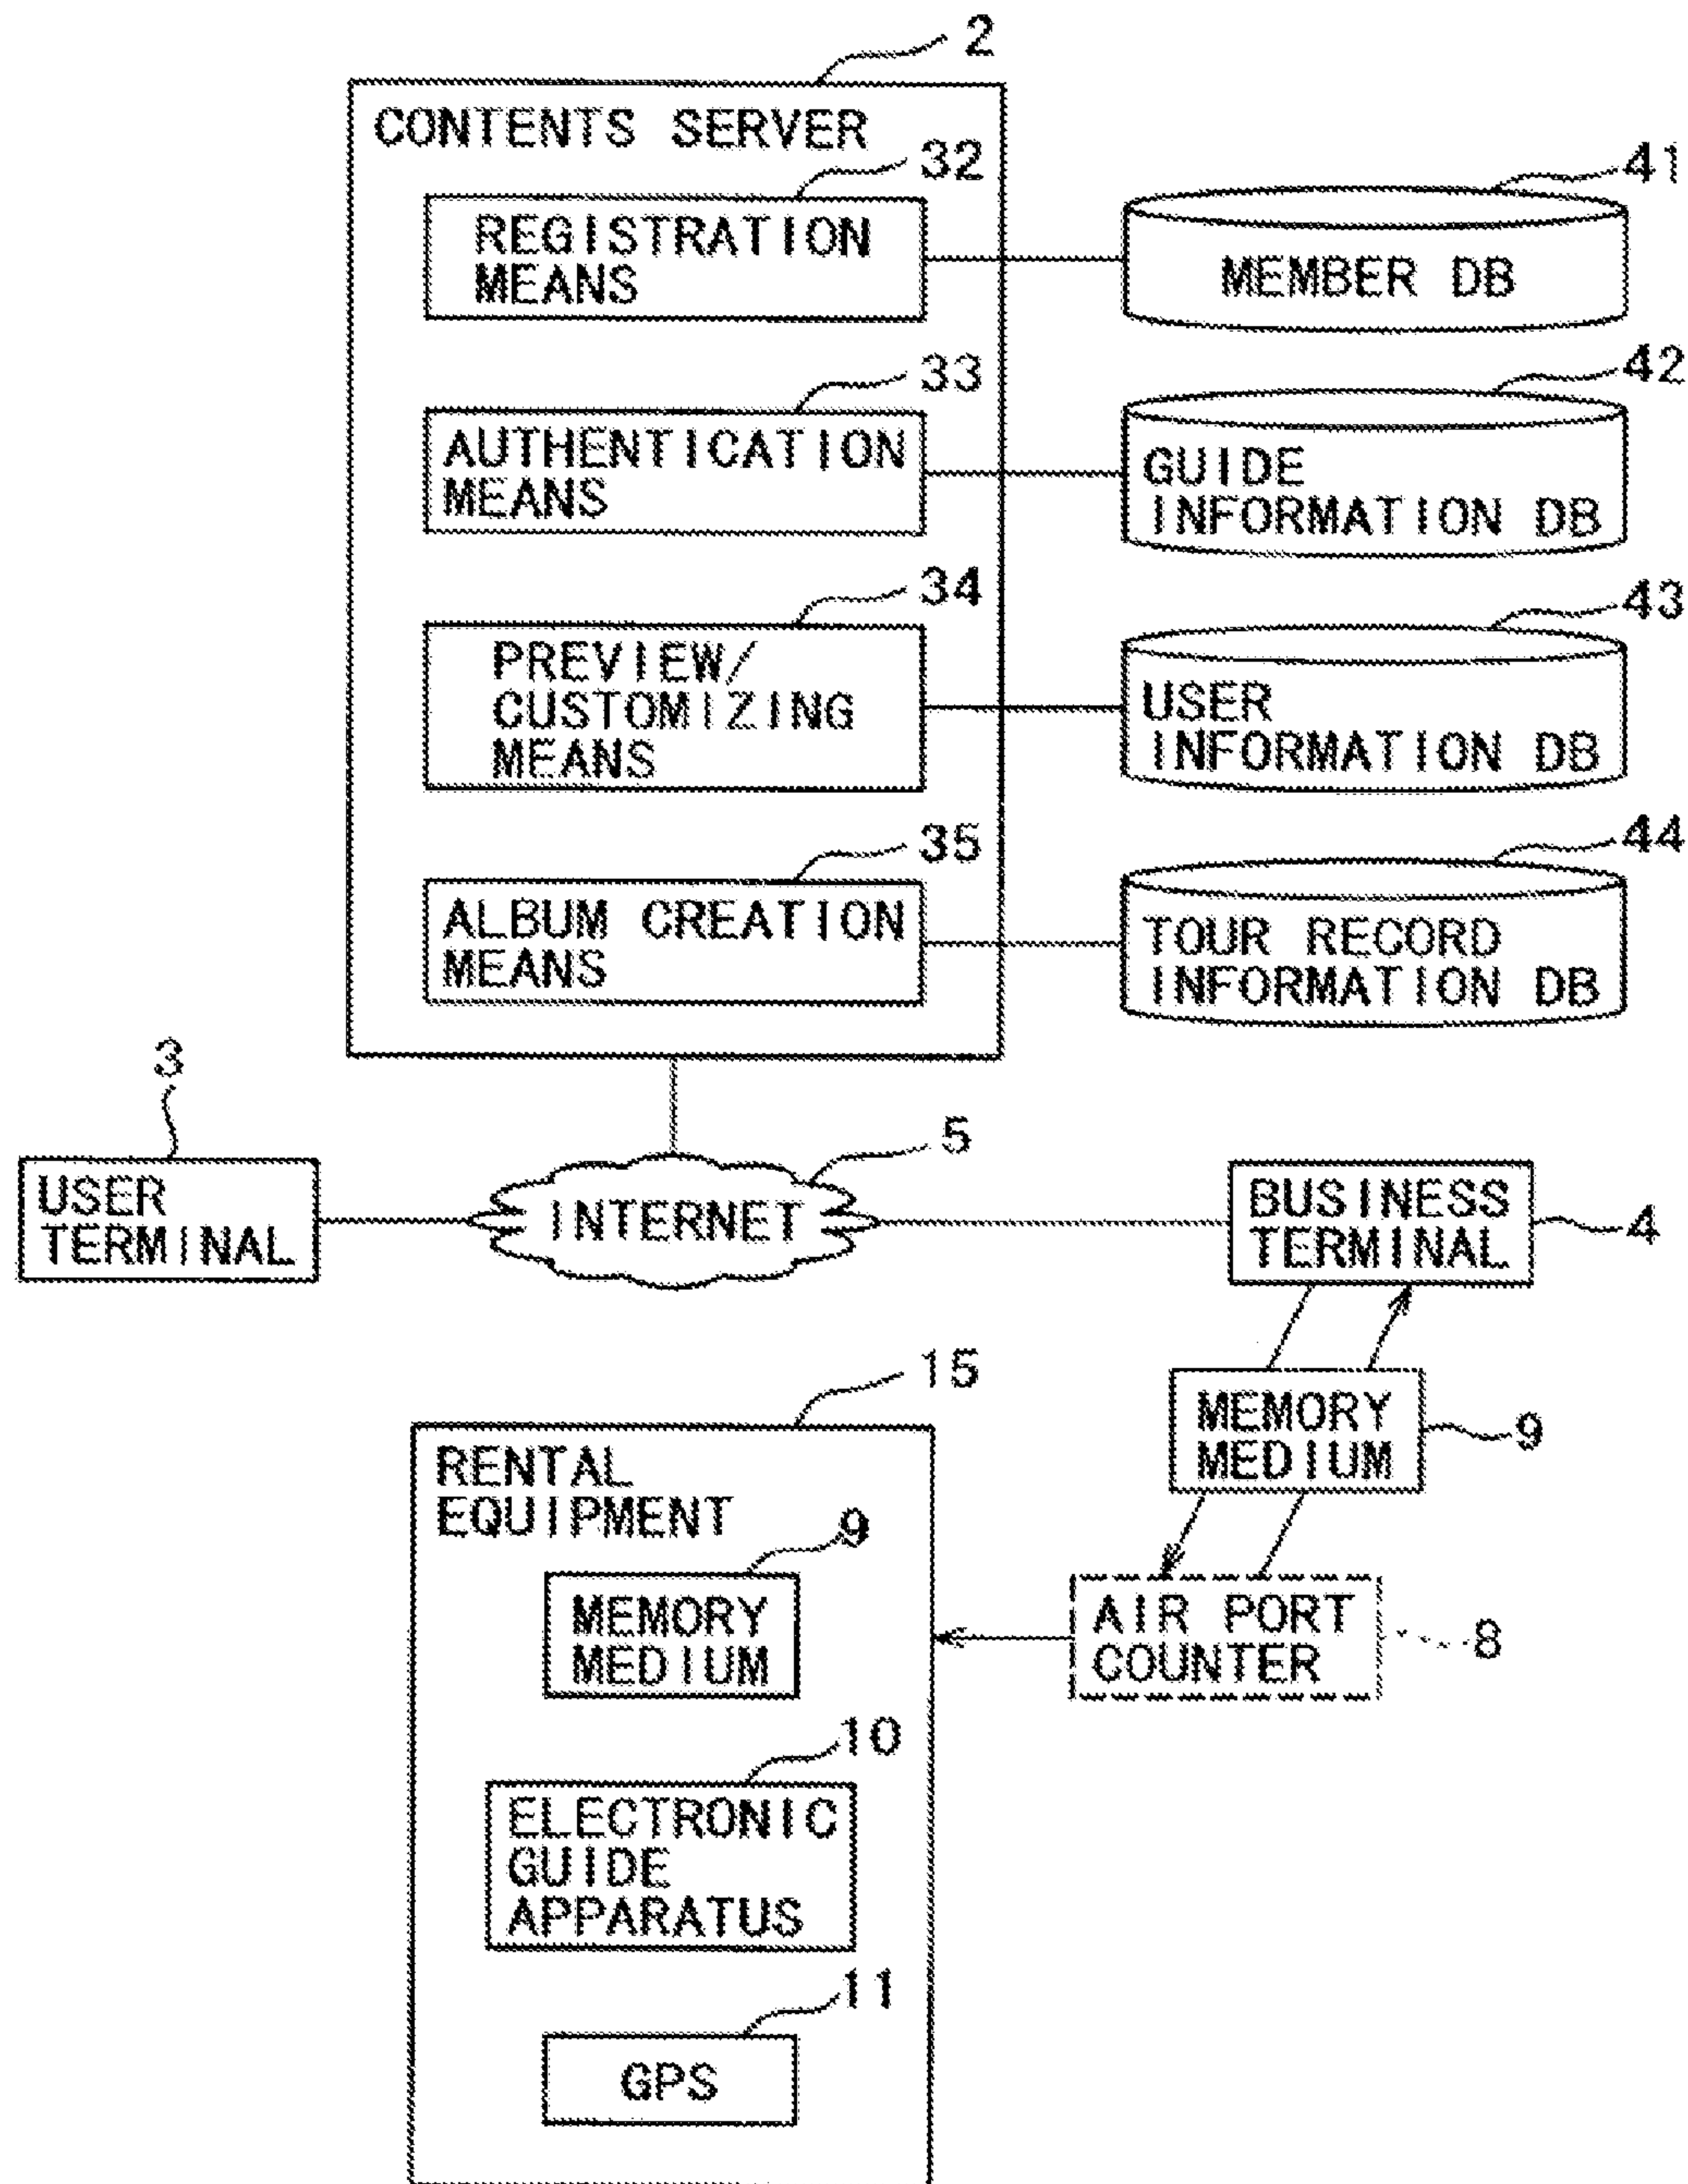 2
CONTENTS SERVER
32
REGISTRATION
MEANS
41
MEMBER DB
33
AUTHENTICATION
MEANS
42
GUIDE
INFORMATION DB
34
PREVIEW/
CUSTOMIZING
MEANS
43
USER
INFORMATION DB
35
ALBUM CREATION
MEANS
44
TOUR RECORD
INFORMATION DB
3
USER
TERMINAL
5
INTERNET
BUSINESS
TERMINAL
4
MEMORY
MEDIUM
9
15
RENTAL
EQUIPMENT
9
MEMORY
MEDIUM
AIR PORT
COUNTER
8
10
ELECTRONIC
GUIDE
APPARATUS
11
GPS